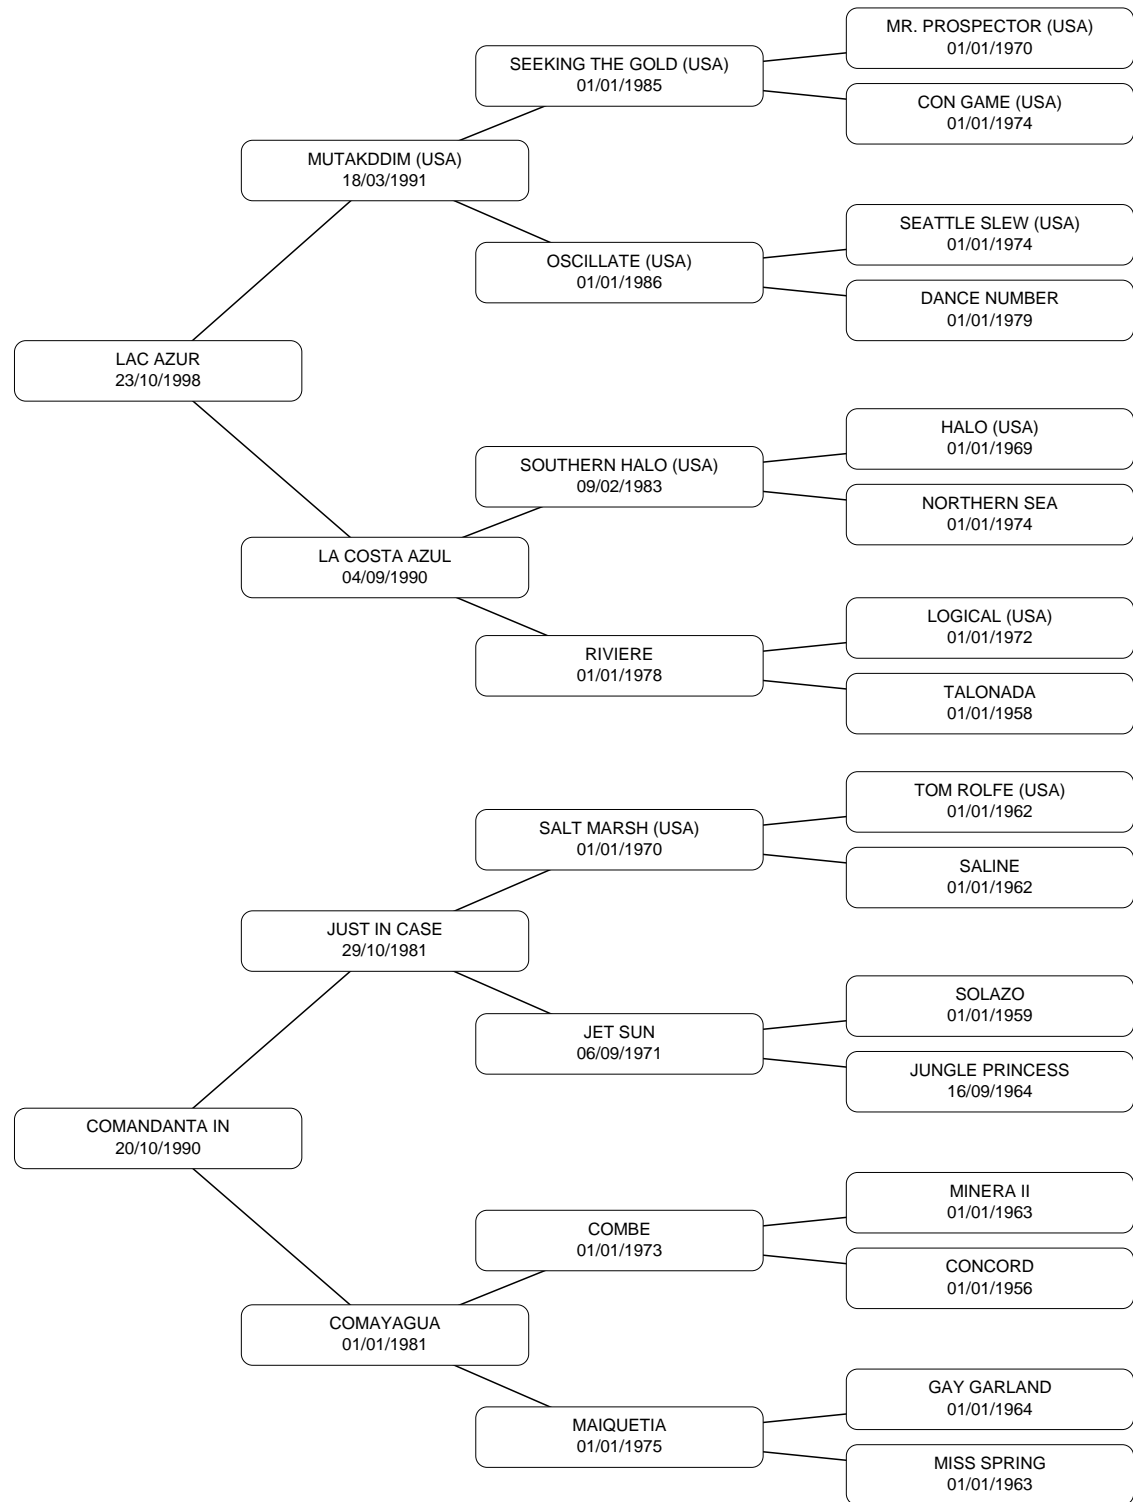 MR. PROSPECTOR (USA)
01/01/1970
SEEKING THE GOLD (USA)
01/01/1985
CON GAME (USA)
01/01/1974
MUTAKDDIM (USA)
18/03/1991
SEATTLE SLEW (USA)
01/01/1974
OSCILLATE (USA)
01/01/1986
DANCE NUMBER
01/01/1979
LAC AZUR
23/10/1998
HALO (USA)
01/01/1969
SOUTHERN HALO (USA)
09/02/1983
NORTHERN SEA
01/01/1974
LA COSTA AZUL
04/09/1990
LOGICAL (USA)
01/01/1972
RIVIERE
01/01/1978
TALONADA
01/01/1958
TOM ROLFE (USA)
01/01/1962
SALT MARSH (USA)
01/01/1970
SALINE
01/01/1962
JUST IN CASE
29/10/1981
SOLAZO
01/01/1959
JET SUN
06/09/1971
JUNGLE PRINCESS
16/09/1964
COMANDANTA IN
20/10/1990
MINERA II
01/01/1963
COMBE
01/01/1973
CONCORD
01/01/1956
COMAYAGUA
01/01/1981
GAY GARLAND
01/01/1964
MAIQUETIA
01/01/1975
MISS SPRING
01/01/1963